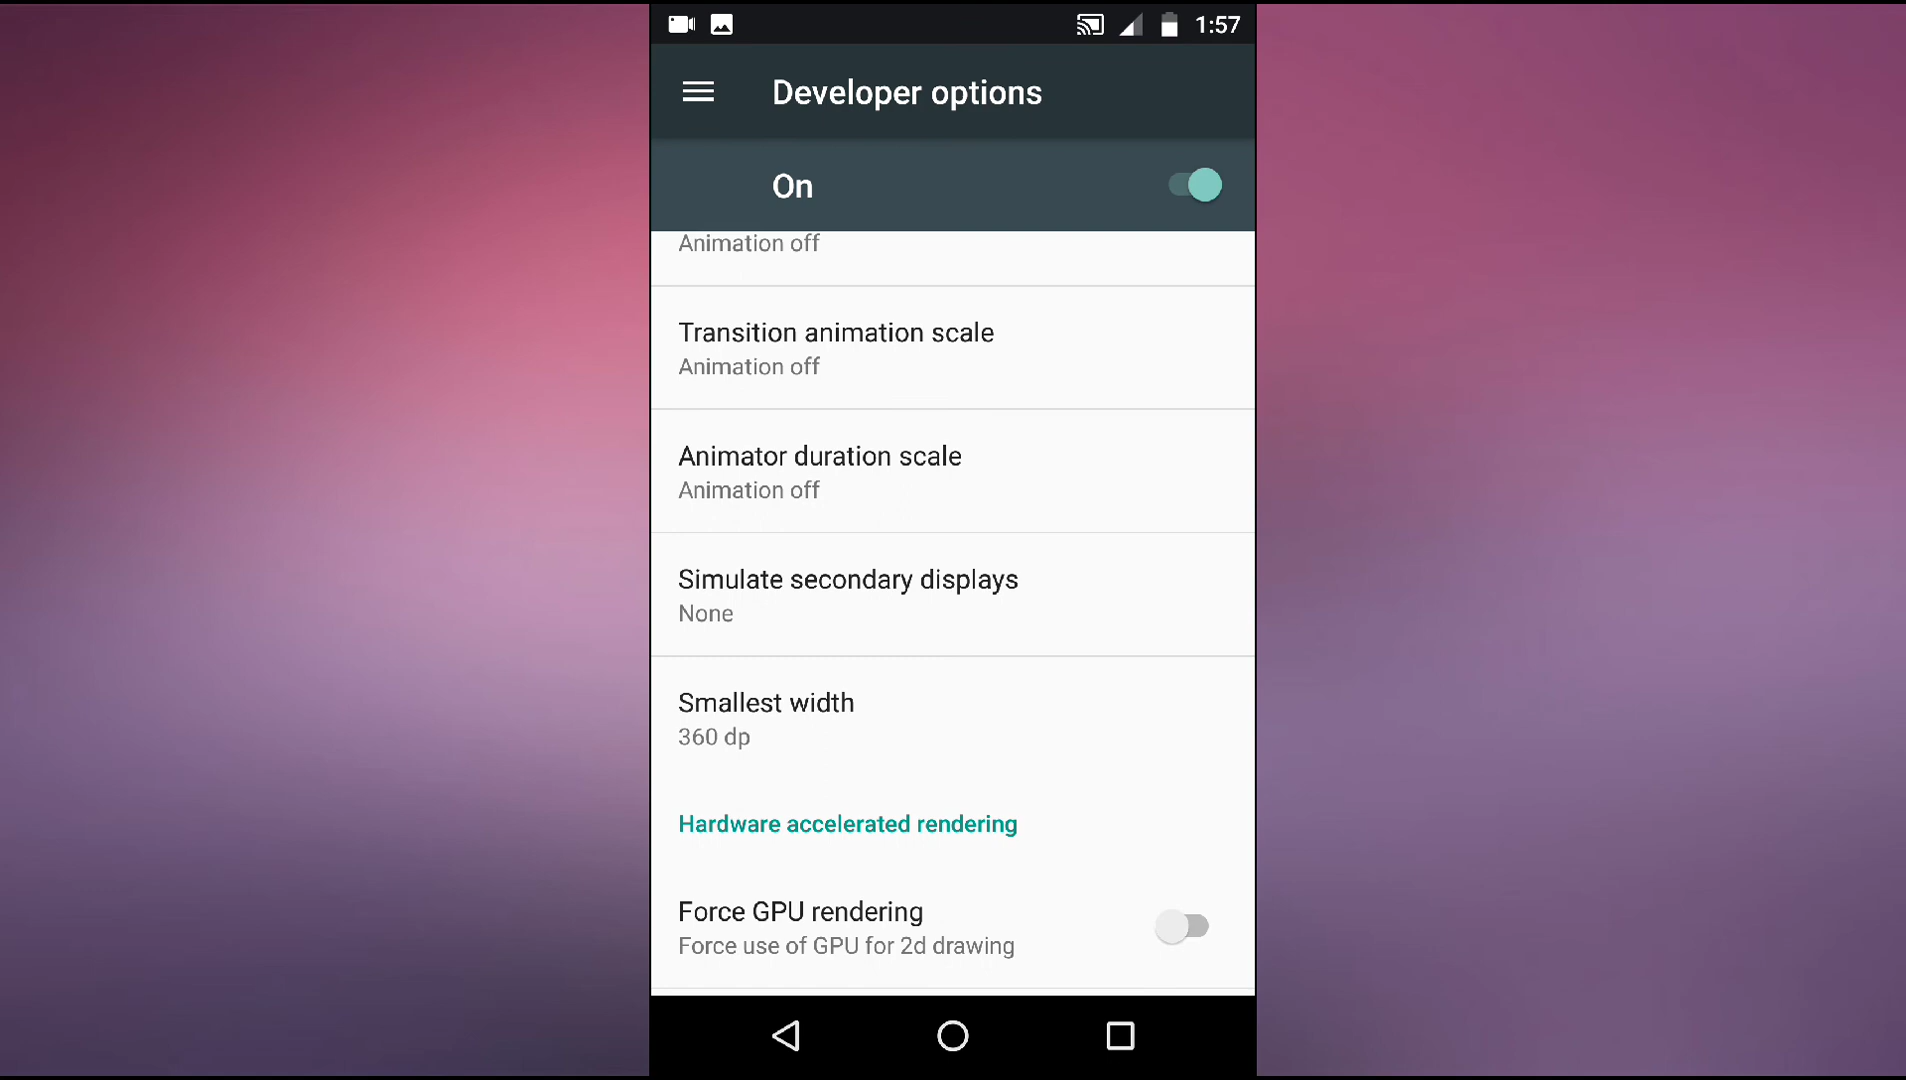 1:57
Developer options
On
Animation off
Transition animation scale
Animation off
Animator duration scale
Animation off
Simulate secondary displays
None
Smallest width
360 dp
Hardware accelerated rendering
Force GPU rendering
Force use of GPU for 2d drawing